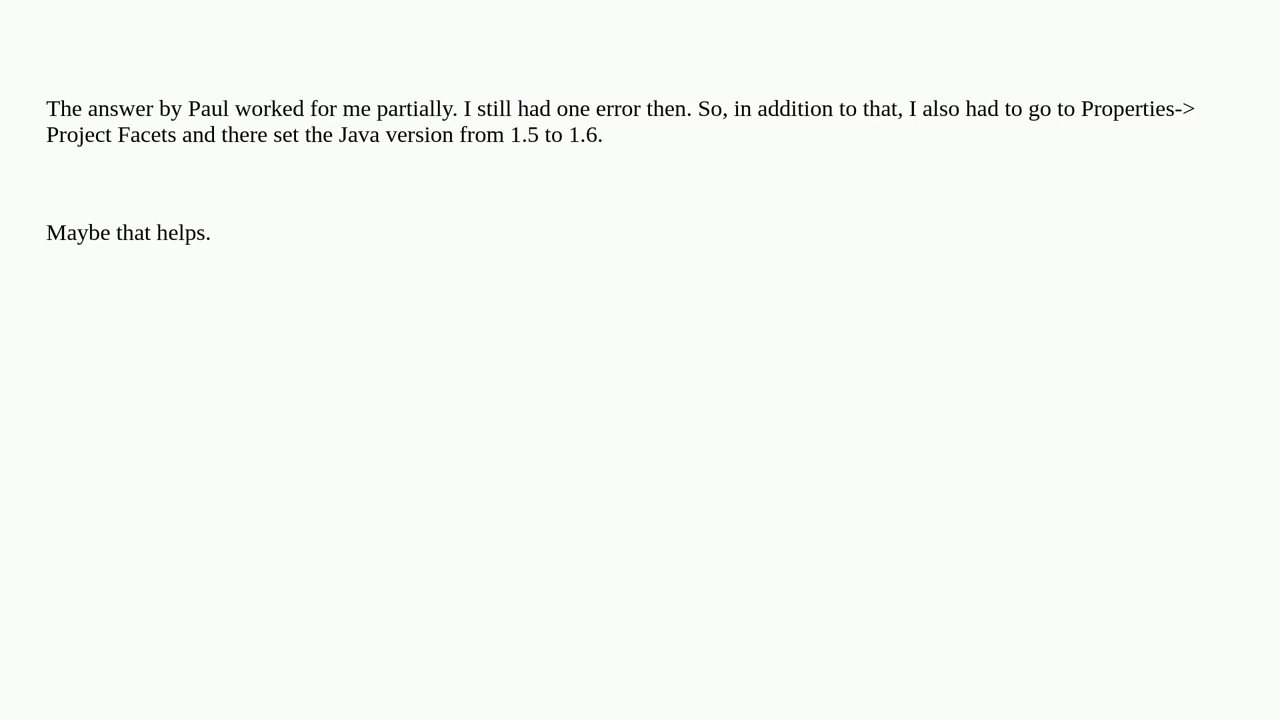 The answer by Paul worked for me partially. I still had one error then. So, in addition to that, I also had to go to Properties->
Project Facets and there set the Java version from 1.5 to 1.6.
Maybe that helps.